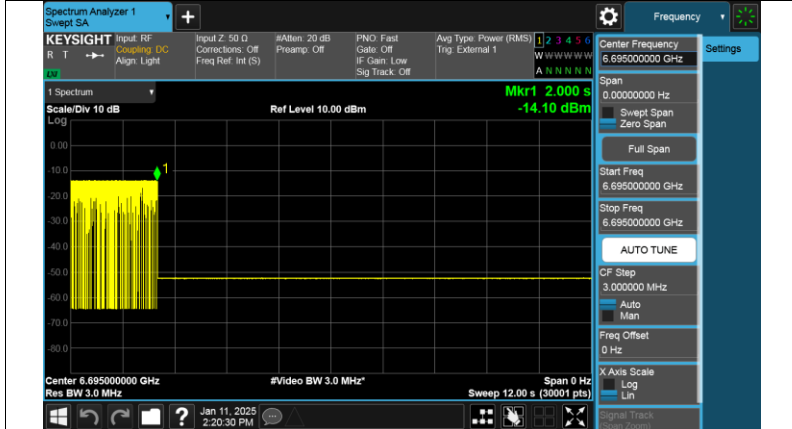 Spectrum Analyzer 1
Swept SA
Frequency
KEYSIGHT
R T
LXI
Input: RF
Coupling: DC
Align: Light
Input Z: 50 Ω
Corrections: Off
Freq Ref: Int (S)
#Atten: 20 dB
Preamp: Off
PNO: Fast
Gate: Off
IF Gain: Low
Sig Track: Off
Avg Type: Power (RMS)
Trig: External 1
1 2 3 4 5 6
W W W W W W
A N N N N N
1 Spectrum
Scale/Div 10 dB
Log
Ref Level 10.00 dBm
Mkr1 2.000 s
-14.10 dBm
1
0.00
-10.0
-20.0
-30.0
-40.0
-50.0
-60.0
-70.0
-80.0
Center 6.695000000 GHz
Res BW 3.0 MHz
#Video BW 3.0 MHz*
Span 0 Hz
Sweep 12.00 s (30001 pts)
Jan 11, 2025
2:20:30 PM
Center Frequency
6.695000000 GHz
Settings
Span
0.00000000 Hz
Swept Span
Zero Span
Full Span
Start Freq
6.695000000 GHz
Stop Freq
6.695000000 GHz
AUTO TUNE
CF Step
3.000000 MHz
Auto
Man
Freq Offset
0 Hz
X Axis Scale
Log
Lin
Signal Track
(Span Zoom)